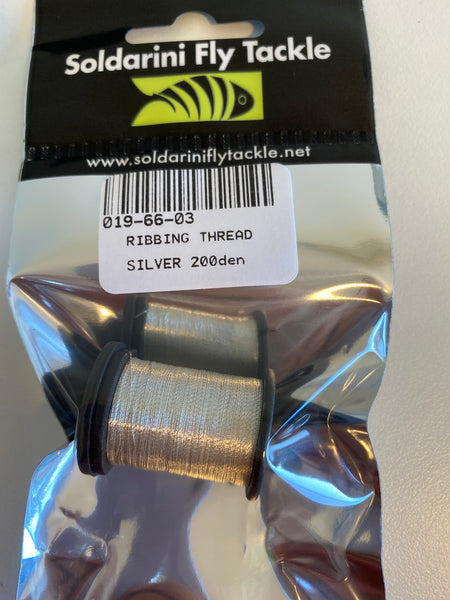 Soldarini Fly Tackle
www.soldariniflytackle.net
019-66-03
RIBBING THREAD
SILVER 200den